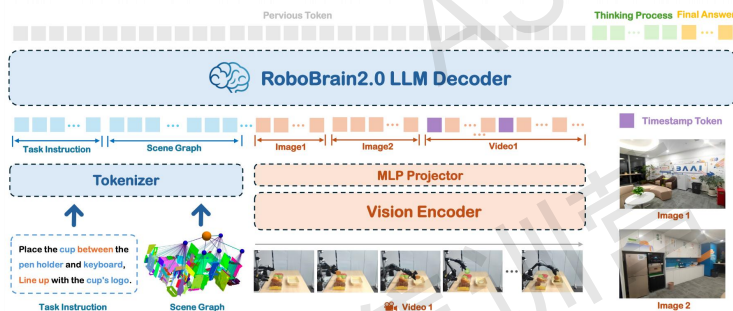 Pervious Token
Thinking Process
Final Answer
RoboBrain2.0 LLM Decoder
Task Instruction
Scene Graph
Image1
Image2
Video1
Timestamp Token
Tokenizer
MLP Projector
Vision Encoder
Image 1
Place the cup between the
pen holder and keyboard,
Line up with the cup's logo.
Task Instruction
Scene Graph
Video 1
Image 2